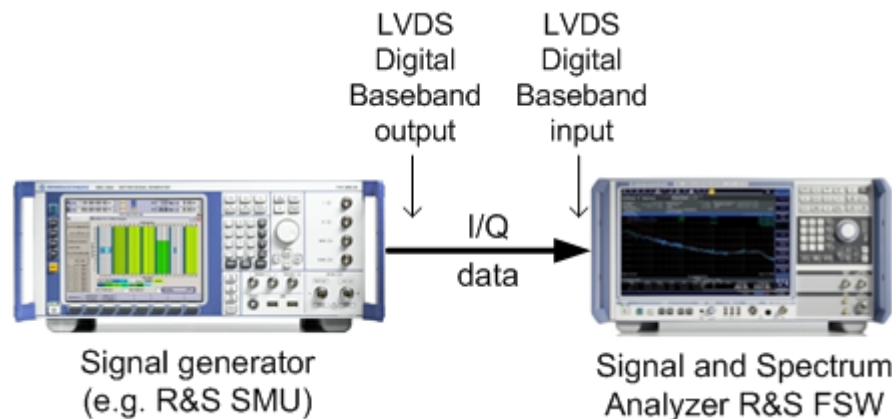 LVDS
Digital
Baseband
output
LVDS
Digital
Baseband
input
I/Q
data
Signal generator
(e.g. R&S SMU)
Signal and Spectrum
Analyzer R&S FSW